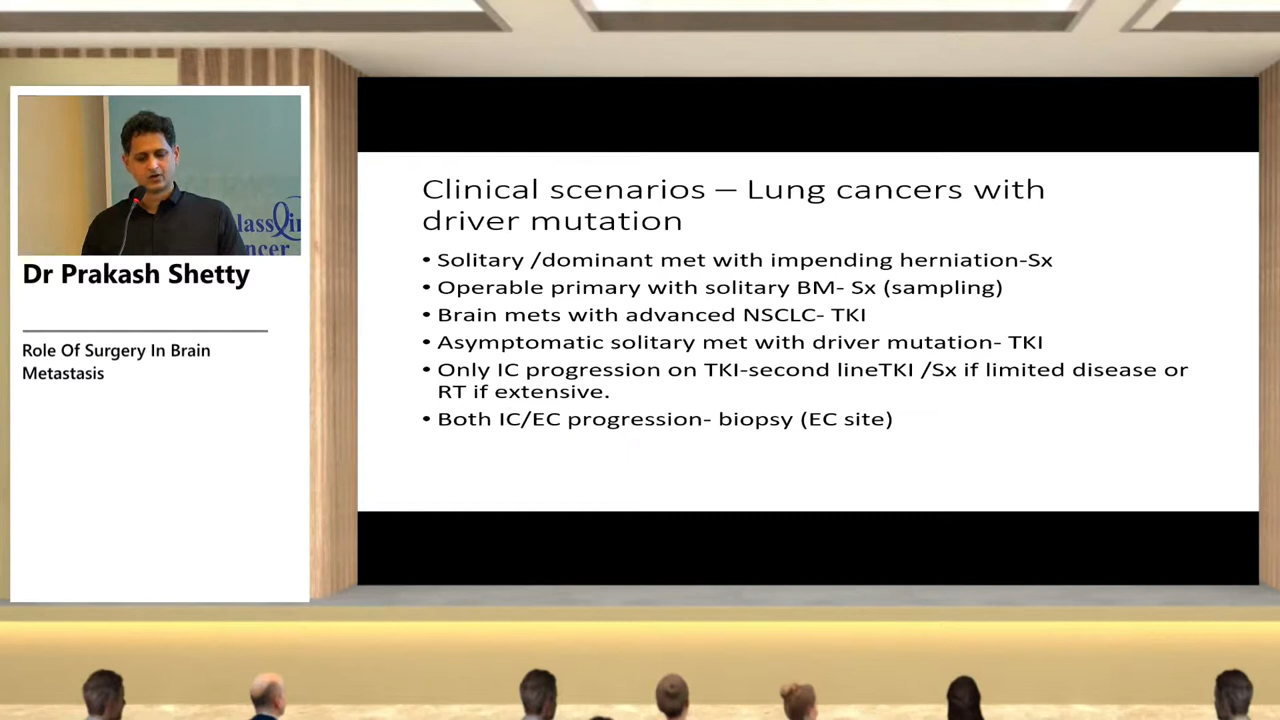 lass in
ncer
Dr Prakash Shetty
Role Of Surgery In Brain
Metastasis
Clinical scenarios – Lung cancers with
driver mutation
• Solitary /dominant met with impending herniation-Sx
• Operable primary with solitary BM- Sx (sampling)
• Brain mets with advanced NSCLC- TKI
• Asymptomatic solitary met with driver mutation- TKI
• Only IC progression on TKI-second lineTKI /Sx if limited disease or
RT if extensive.
• Both IC/EC progression- biopsy (EC site)